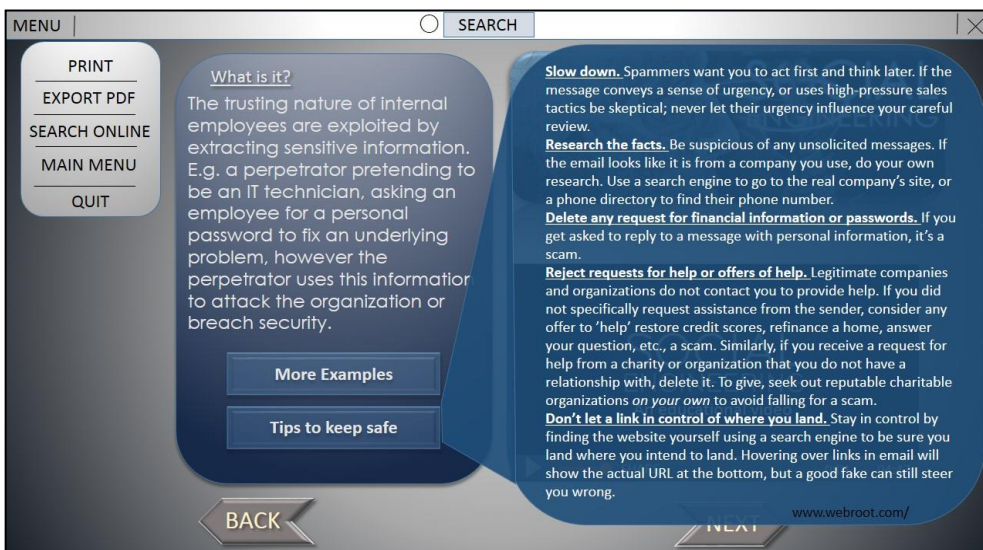 MENU
SEARCH
PRINT
EXPORT PDF
SEARCH ONLINE
MAIN MENU
QUIT
What is it?
The trusting nature of internal
employees are exploited by
extracting sensitive information.
E.g. a perpetrator pretending to
be an IT technician, asking an
employee for a personal
password to fix an underlying
problem, however the
perpetrator uses this information
to attack the organization or
breach security.
More Examples
Tips to keep safe
Slow down. Spammers want you to act first and think later. If the
message conveys a sense of urgency, or uses high-pressure sales
tactics be skeptical; never let their urgency influence your careful
review.
Research the facts. Be suspicious of any unsolicited messages. If
the email looks like it is from a company you use, do your own
research. Use a search engine to go to the real company's site, or
a phone directory to find their phone number.
Delete any request for financial information or passwords. If you
get asked to reply to a message with personal information, it's a
scam.
Reject requests for help or offers of help. Legitimate companies
and organizations do not contact you to provide help. If you did
not specifically request assistance from the sender, consider any
offer to 'help' restore credit scores, refinance a home, answer
your question, etc., a scam. Similarly, if you receive a request for
help from a charity or organization that you do not have a
relationship with, delete it. To give, seek out reputable charitable
organizations on your own to avoid falling for a scam.
Don't let a link in control of where you land. Stay in control by
finding the website yourself using a search engine to be sure you
land where you intend to land. Hovering over links in email will
show the actual URL at the bottom, but a good fake can still steer
you wrong.
www.webroot.com/
BACK
NEXT